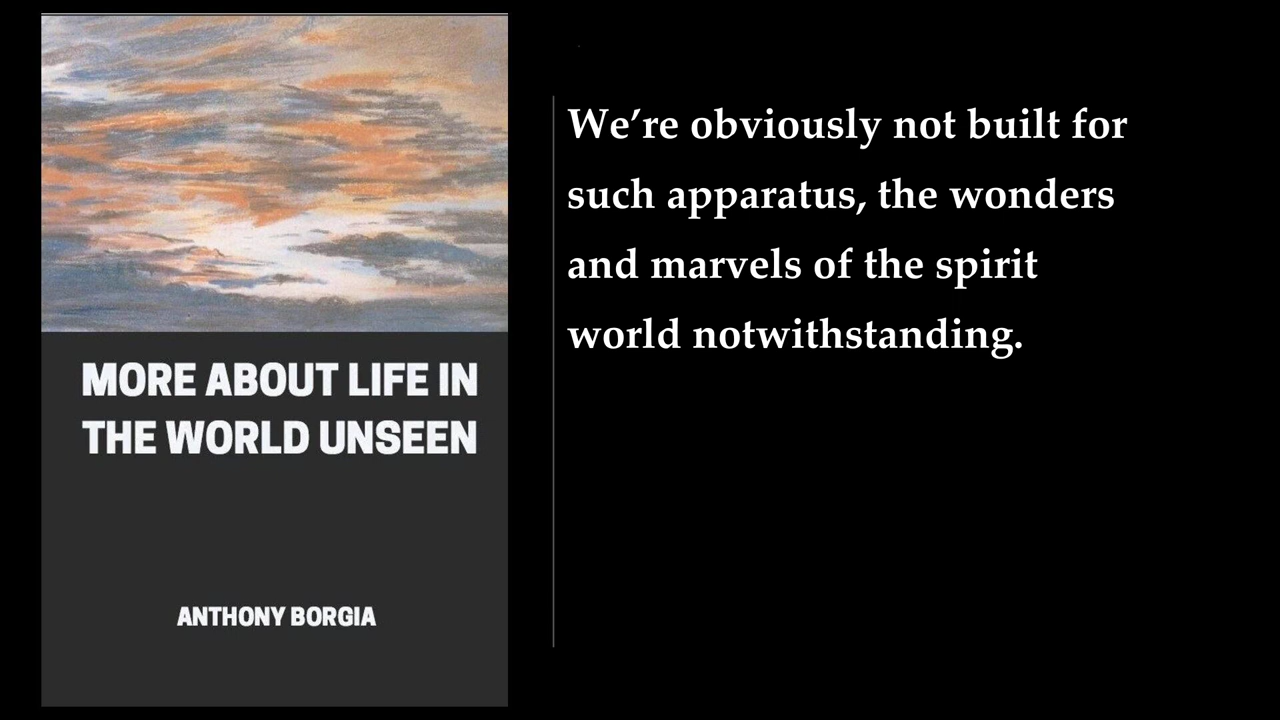 MORE ABOUT LIFE IN
THE WORLD UNSEEN
ANTHONY BORGIA
We’re obviously not built for
such apparatus, the wonders
and marvels of the spirit
world notwithstanding.